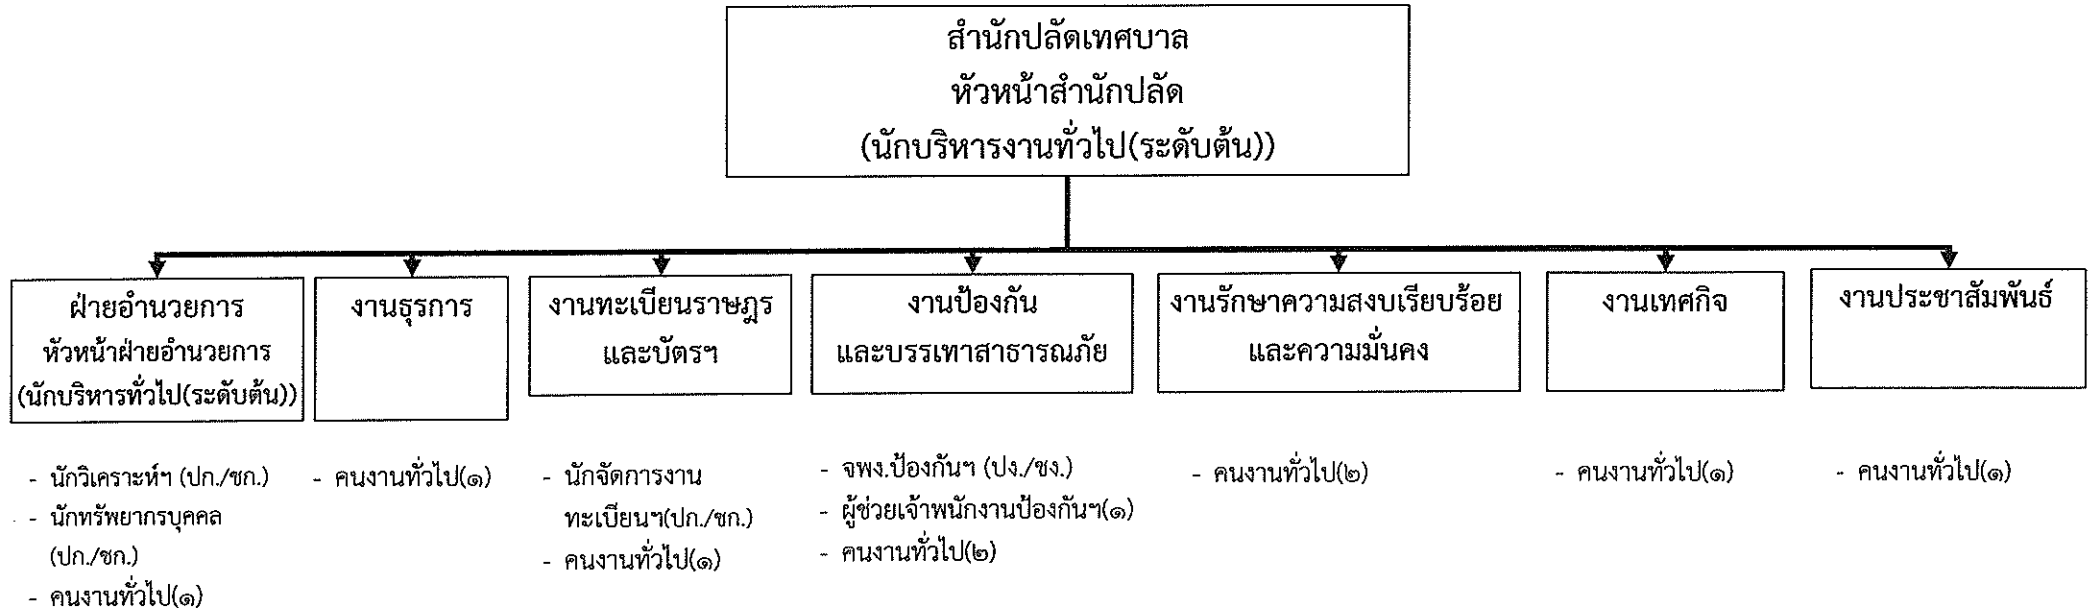 สำนักปลัดเทศบาล
หัวหน้าสำนักปลัด
(นักบริหารงานทั่วไป(ระดับต้น))
ฝ่ายอำนวยการ
หัวหน้าฝ่ายอำนวยการ
(นักบริหารทั่วไป(ระดับต้น))
- นักวิเคราะห์ฯ (ปก./ชก.)
- นักทรัพยากรบุคคล
(ปก./ชก.)
- คนงานทั่วไป(๑)
งานธุรการ
- คนงานทั่วไป(๑)
งานทะเบียนราษฎร
และบัตรฯ
- นักจัดการงาน
ทะเบียนฯ(ปก./ชก.)
- คนงานทั่วไป(๑)
งานป้องกัน
และบรรเทาสาธารณภัย
- จพง.ป้องกันฯ (ปง./ชง.)
- ผู้ช่วยเจ้าพนักงานป้องกันฯ(๑)
- คนงานทั่วไป(๒)
งานรักษาความสงบเรียบร้อย
และความมั่นคง
- คนงานทั่วไป(๒)
งานเทศกิจ
- คนงานทั่วไป(๑)
งานประชาสัมพันธ์
- คนงานทั่วไป(๑)